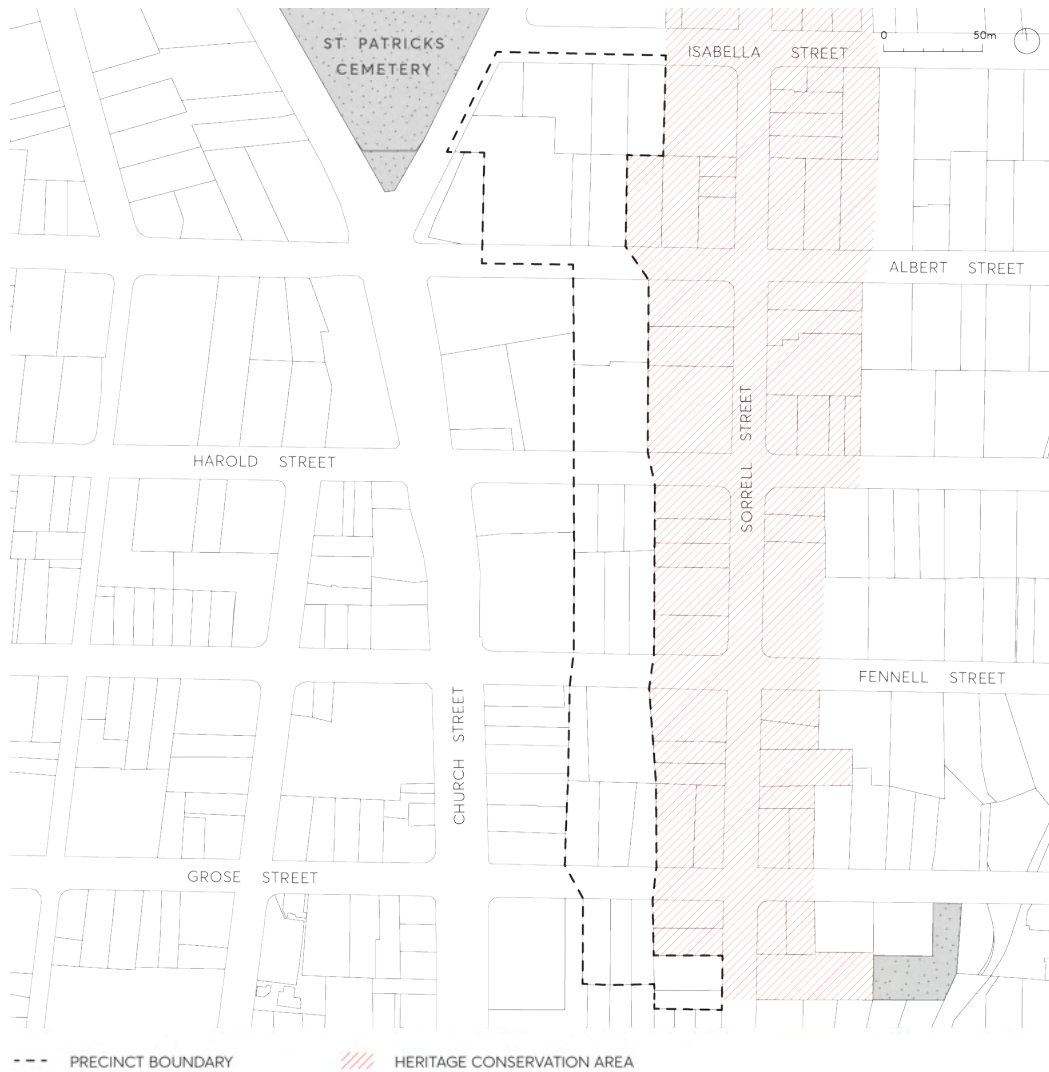 ST PATRICKS
CEMETERY
ISABELLA STREET
0 50m
ALBERT STREET
HAROLD STREET
SORRELL STREET
FENNELL STREET
CHURCH STREET
GROSE STREET
PRECINCT BOUNDARY
HERITAGE CONSERVATION AREA